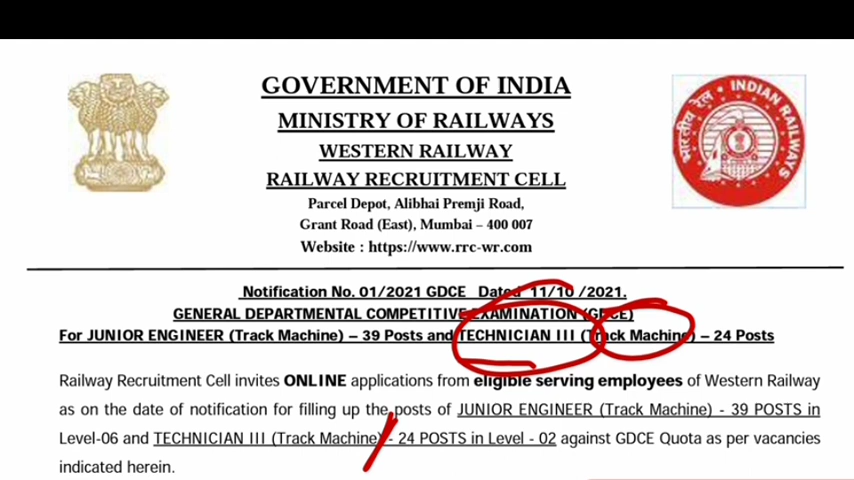 GOVERNMENT OF INDIA
MINISTRY OF RAILWAYS
WESTERN RAILWAY
RAILWAY RECRUITMENT CELL
Parcel Depot, Alibhai Premji Road,
Grant Road (East), Mumbai – 400 007
Website : https://www.rrc-wr.com
भारतीय रेल INDIAN RAILWAYS
Notification No. 01/2021 GDCE Dated 11/10 /2021.
GENERAL DEPARTMENTAL COMPETITIVE EXAMINATION (GDCE)
For JUNIOR ENGINEER (Track Machine) – 39 Posts and TECHNICIAN III (Track Machine) – 24 Posts
Railway Recruitment Cell invites ONLINE applications from eligible serving employees of Western Railway
as on the date of notification for filling up the posts of JUNIOR ENGINEER (Track Machine) - 39 POSTS in
Level-06 and TECHNICIAN III (Track Machine) - 24 POSTS in Level - 02 against GDCE Quota as per vacancies
indicated herein.